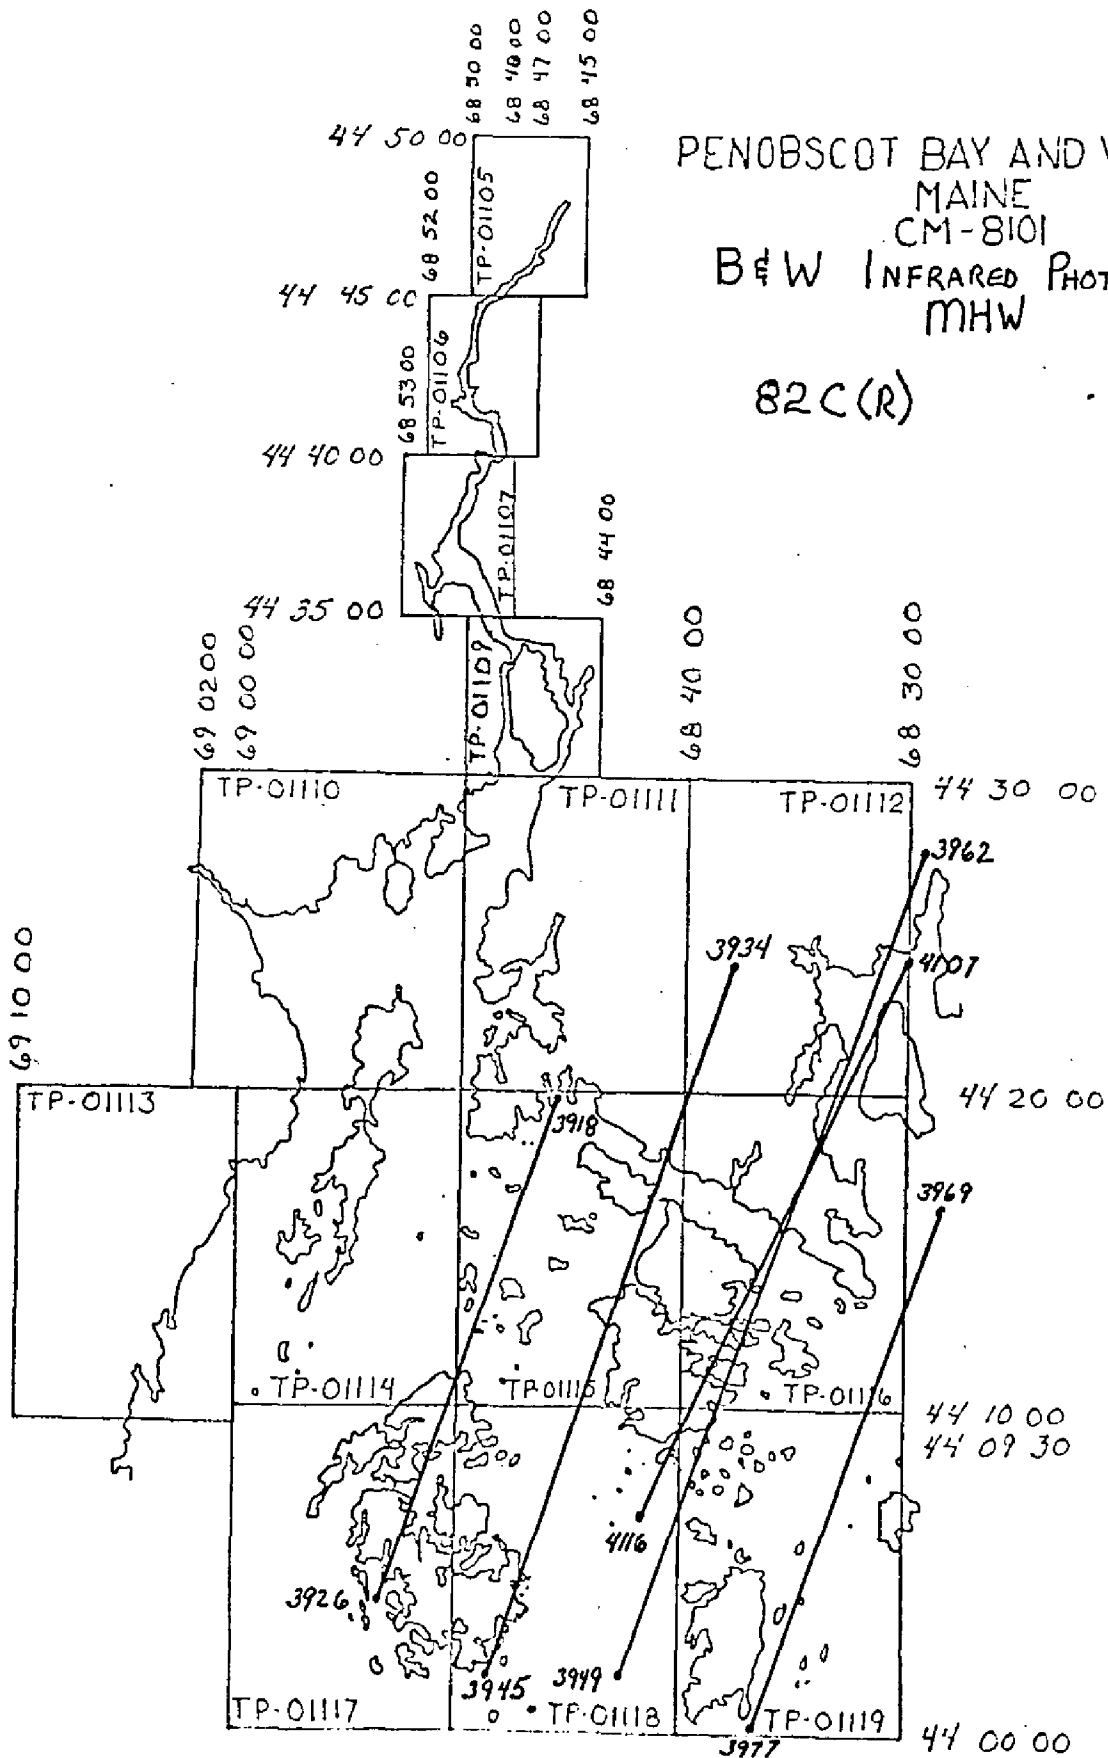 68 50 00
68 48 00
68 47 00
68 45 00
44 50 00
PENOBSCOT BAY AND
MAINE
CM-8101
B&W INFRARED PHOT
MHW
82C(R)
68 52 00
TP-01105
44 45 00
68 53 00
TP-01106
44 40 00
TP-01107
68 44 00
44 35 00
69 02 00
69 00 00
TP-01109
68 40 00
68 30 00
TP-01110
TP-01111
TP-01112
44 30 00
3962
3934
4107
69 10 00
TP-01113
44 20 00
3918
3969
TP-01114
TP-01115
TP-01116
44 10 00
44 09 30
4116
3926
3945
3949
TP-01117
TP-01118
TP-01119
3977
44 00 00